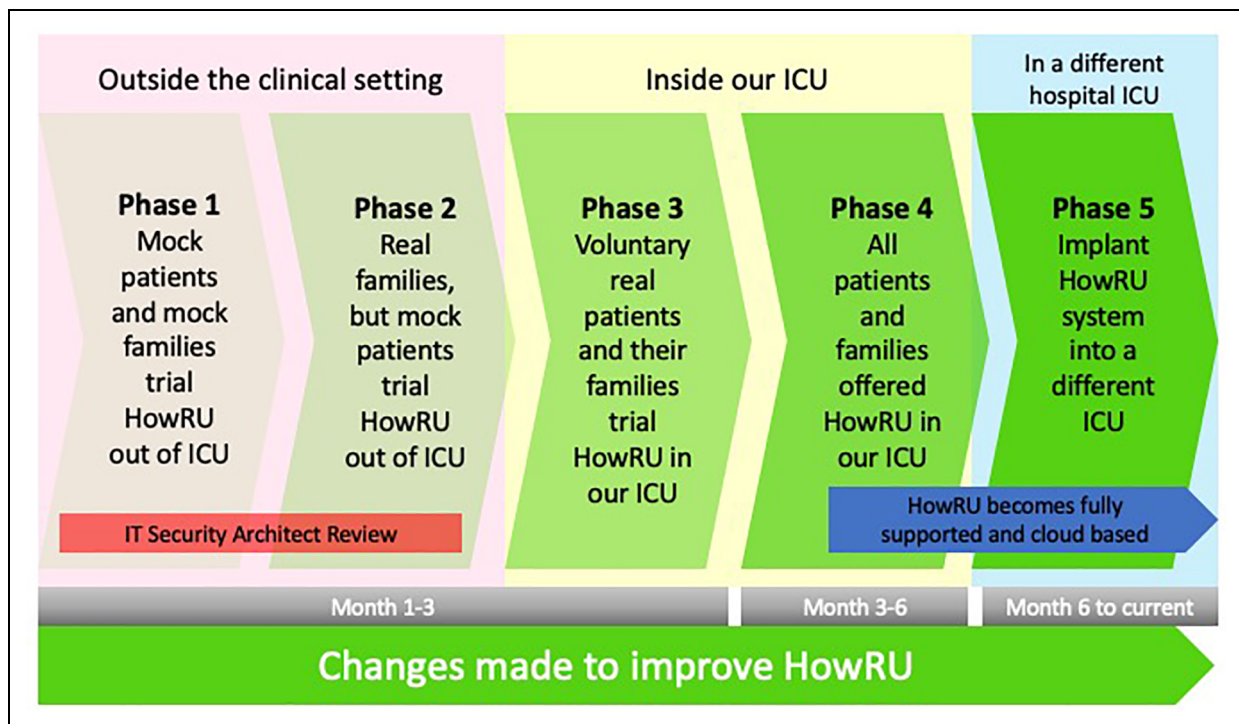 Outside the clinical setting
Inside our ICU
In a different
hospital ICU
Phase 1
Mock
patients
and mock
families
trial
HowRU
out of ICU
Phase 2
Real
families,
but mock
patients
trial
HowRU
out of ICU
Phase 3
Voluntary
real
patients
and their
families
trial
HowRU in
our ICU
Phase 4
All
patients
and
families
offered
HowRU in
our ICU
Phase 5
Implant
HowRU
system
into a
different
ICU
IT Security Architect Review
HowRU becomes fully
supported and cloud based
Month 1-3
Month 3-6
Month 6 to current
Changes made to improve HowRU